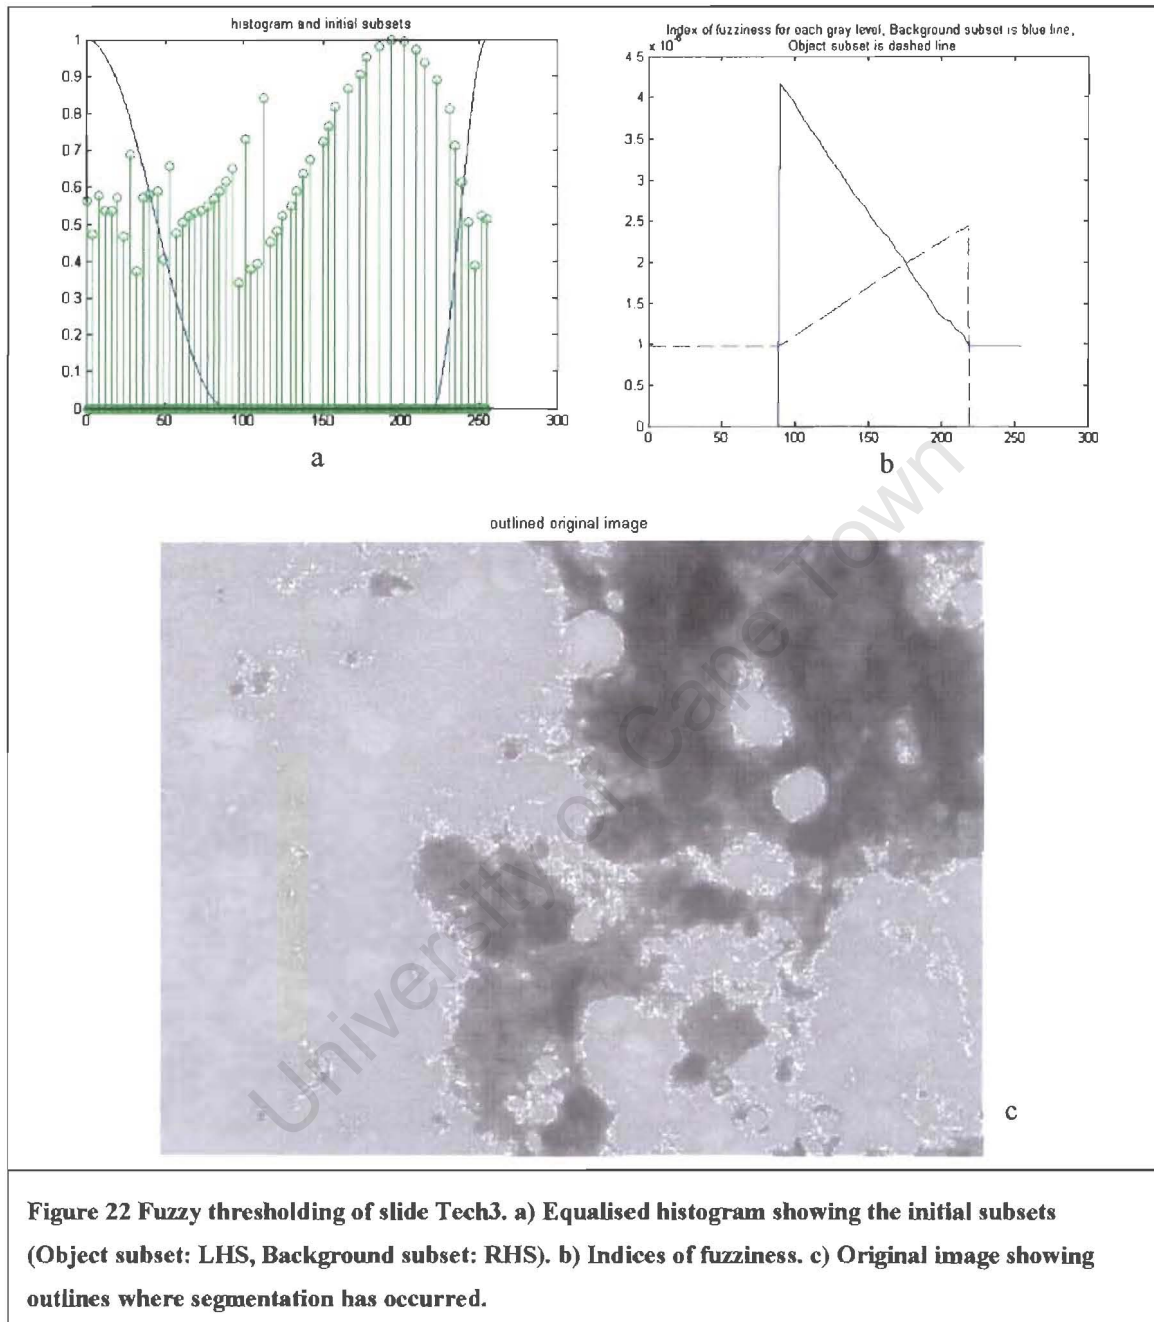 histogram and initial subsets
1
0.9
0.8
0.7
0.6
0.5
0.4
0.3
0.2
0.1
0
0 50 100 150 200 250 300
a
Index of fuzziness for each gray level, Background subset is blue line,
Object subset is dashed line
x 10
4.5
4
3.5
3
2.5
2
1.5
1
0.5
0
0 50 100 150 200 250 300
b
outlined original image
c
University of Cape Town
Figure 22 Fuzzy thresholding of slide Tech3. a) Equalised histogram showing the initial subsets
(Object subset: LHS, Background subset: RHS). b) Indices of fuzziness. c) Original image showing
outlines where segmentation has occurred.